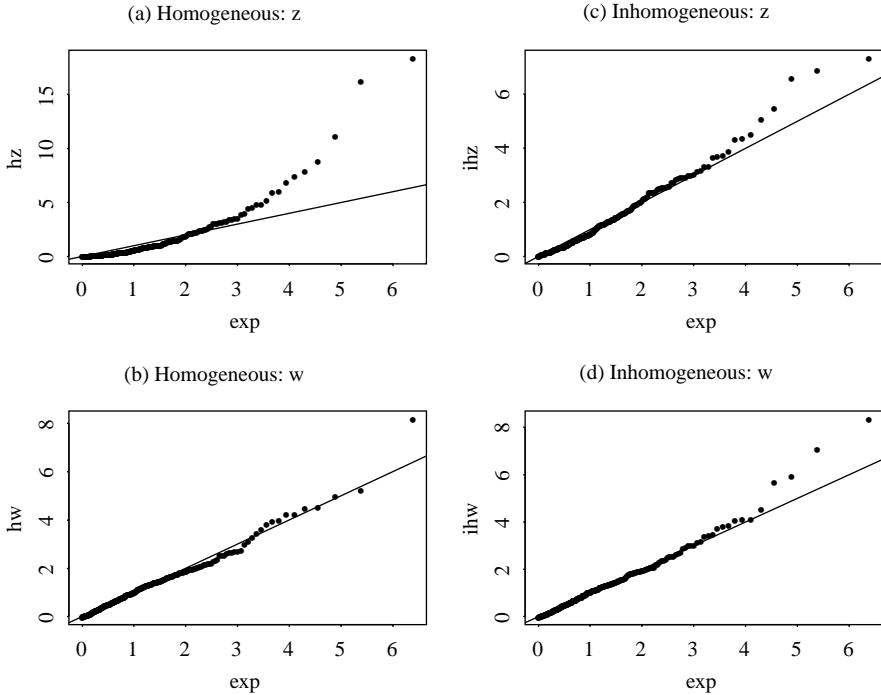 (a) Homogeneous: z
hz
0 5 10 15
0 1 2 3 4 5 6
exp
(c) Inhomogeneous: z
ihz
0 2 4 6
0 1 2 3 4 5 6
exp
(b) Homogeneous: w
hw
0 2 4 6 8
0 1 2 3 4 5 6
exp
(d) Inhomogeneous: w
ihw
0 2 4 6 8
0 1 2 3 4 5 6
exp